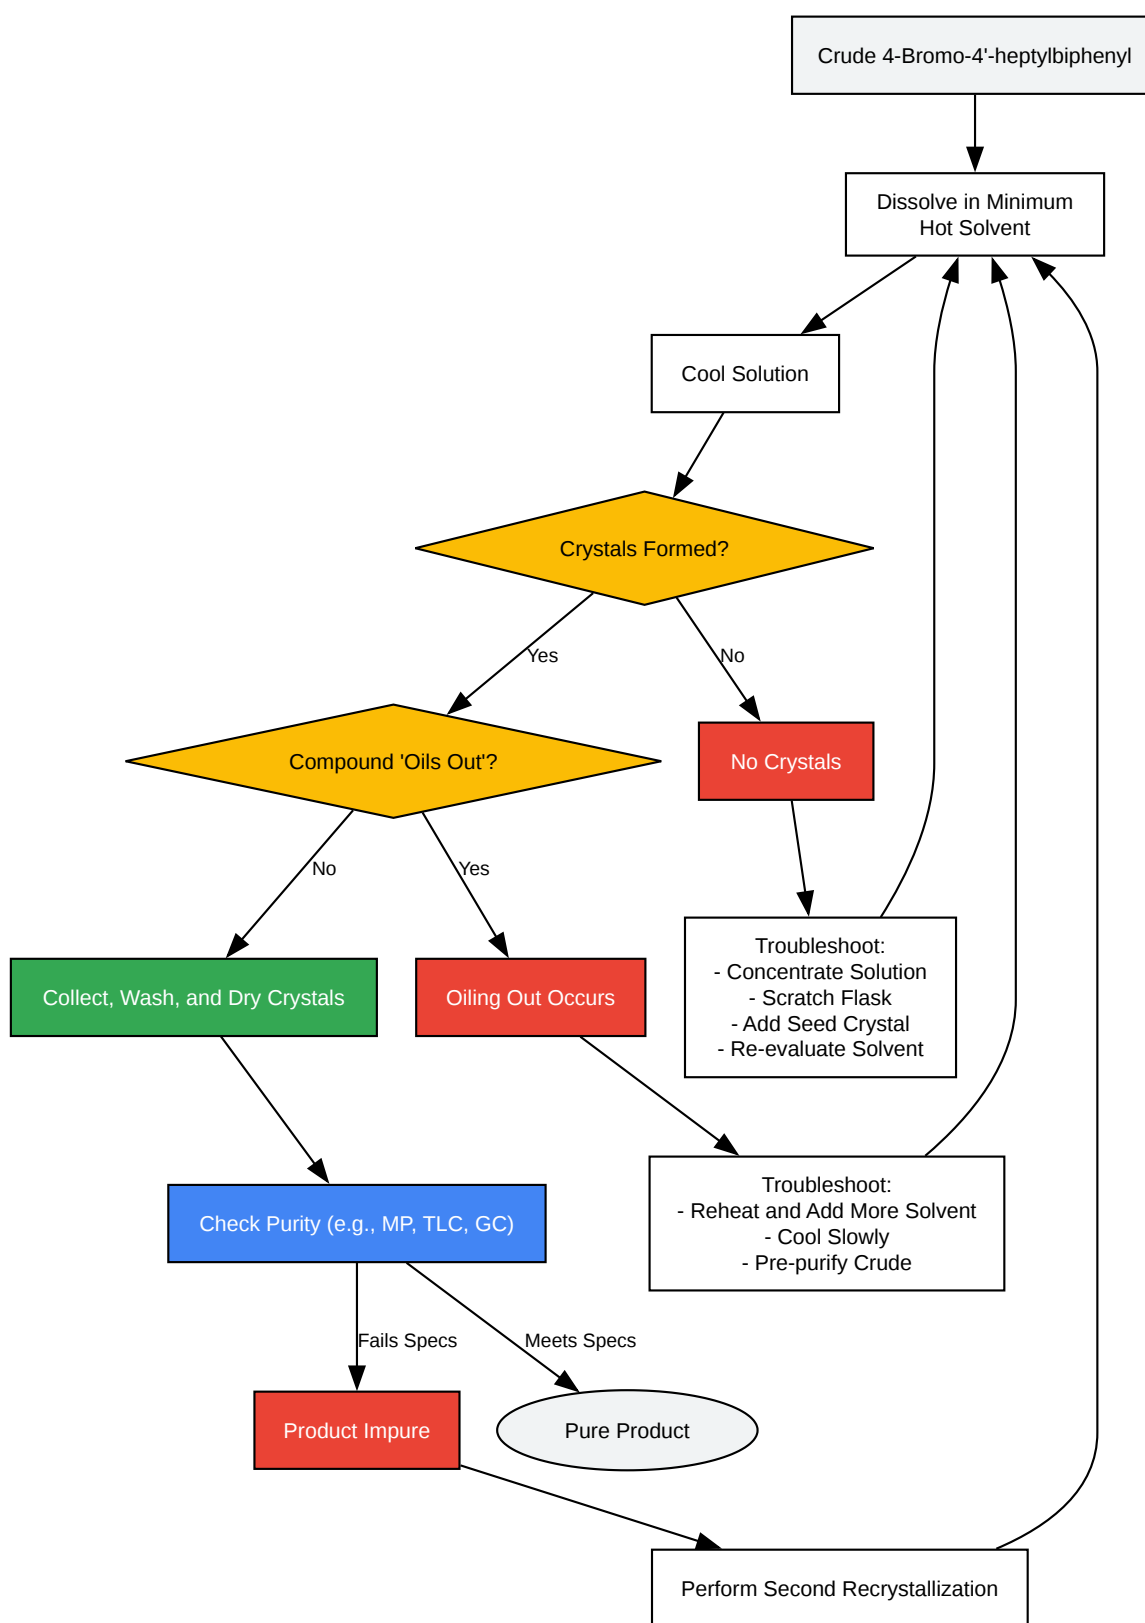 Crude 4-Bromo-4'-heptylbiphenyl
Dissolve in Minimum
Hot Solvent
Cool Solution
Crystals Formed?
Yes
No
Compound 'Oils Out'?
No Crystals
No
Yes
Troubleshoot:
- Concentrate Solution
- Scratch Flask
- Add Seed Crystal
- Re-evaluate Solvent
Collect, Wash, and Dry Crystals
Oiling Out Occurs
Troubleshoot:
- Reheat and Add More Solvent
- Cool Slowly
- Pre-purify Crude
Check Purity (e.g., MP, TLC, GC)
Fails Specs
Meets Specs
Product Impure
Pure Product
Perform Second Recrystallization